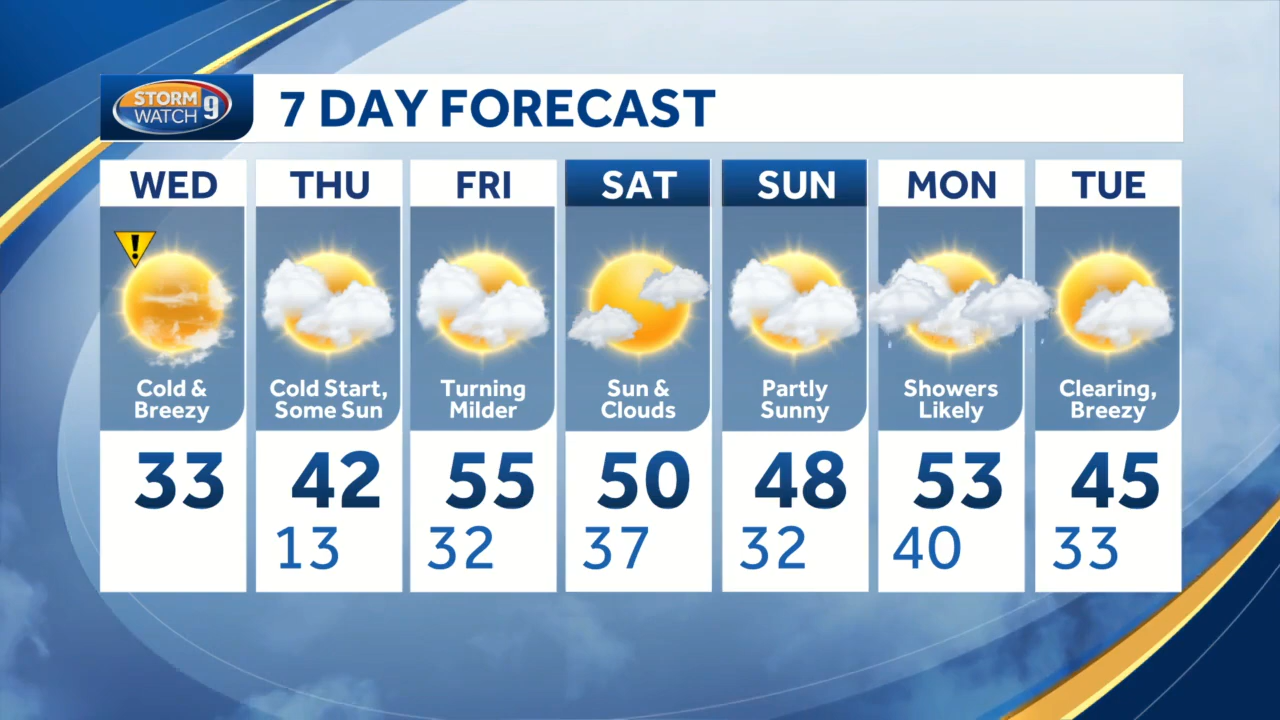 STORM
WATCH 9
7 DAY FORECAST
WED
THU
FRI
SAT
SUN
MON
TUE
!
Cold &
Breezy
Cold Start,
Some Sun
Turning
Milder
Sun &
Clouds
Partly
Sunny
Showers
Likely
Clearing,
Breezy
33
42
55
50
48
53
45
13
32
37
32
40
33